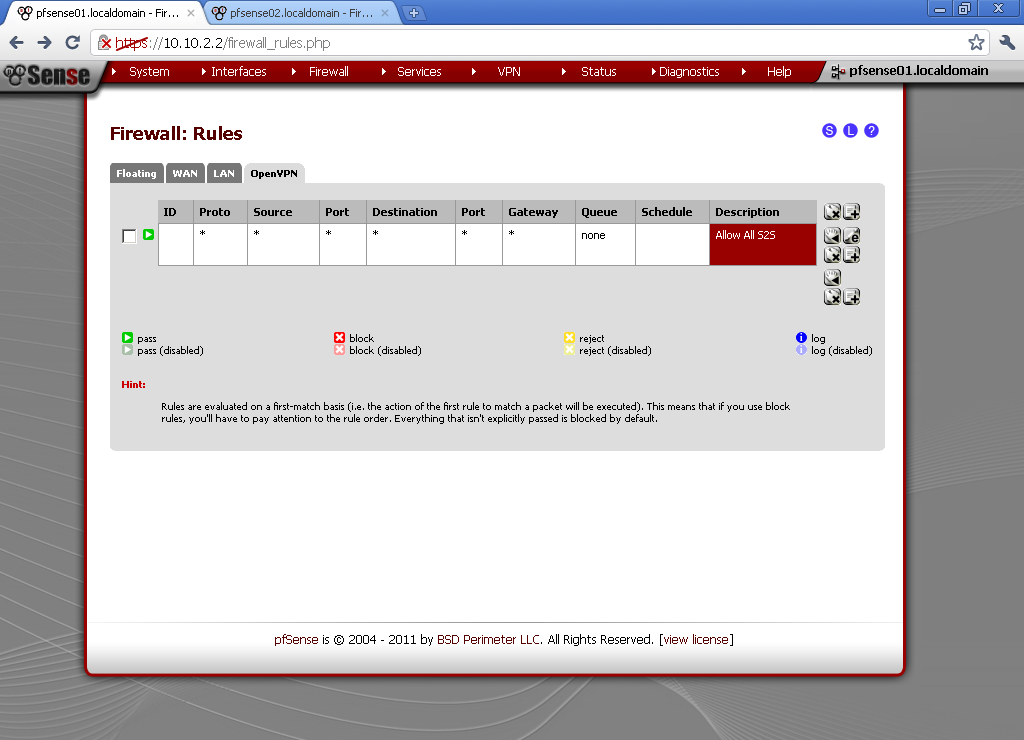 pfsense01.localdomain - Fir...
pfsense02.localdomain - Fir...
https://10.10.2.2/firewall_rules.php
Sense
System
Interfaces
Firewall
Services
VPN
Status
Diagnostics
Help
pfsense01.localdomain
Firewall: Rules
S L ?
Floating WAN LAN OpenVPN
ID Proto Source Port Destination Port Gateway Queue Schedule Description
* * * * * * none Allow All S2S
pass block reject log
pass (disabled) block (disabled) reject (disabled) log (disabled)
Hint:
Rules are evaluated on a first-match basis (i.e. the action of the first rule to match a packet will be executed). This means that if you use block
rules, you'll have to pay attention to the rule order. Everything that isn't explicitly passed is blocked by default.
pfSense is © 2004 - 2011 by BSD Perimeter LLC. All Rights Reserved. [view license]